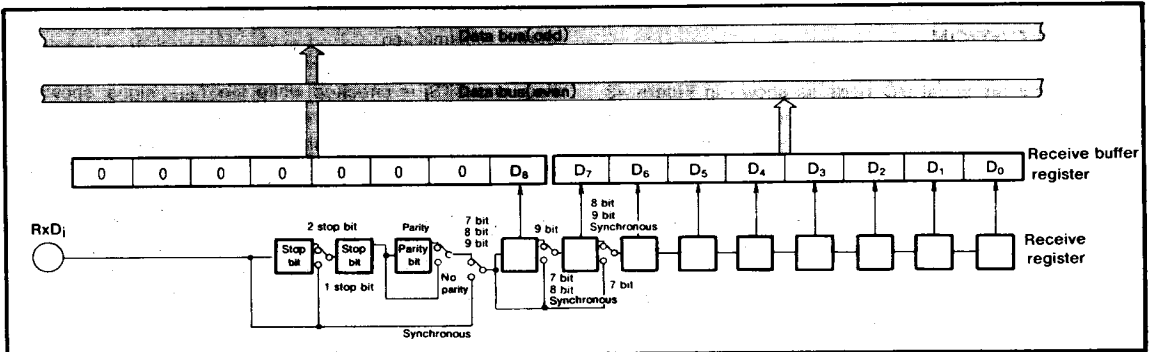 Data bus(odd)
Data bus(even)
0 0 0 0 0 0 0 D8 D7 D6 D5 D4 D3 D2 D1 D0
Receive buffer
register
RxDi
2 stop bit
Parity
7 bit
8 bit
9 bit
9 bit
8 bit
9 bit
Synchronous
Stop
bit
Stop
bit
Parity
bit
Receive
register
1 stop bit
No
parity
7 bit
8 bit
Synchronous
7 bit
Synchronous